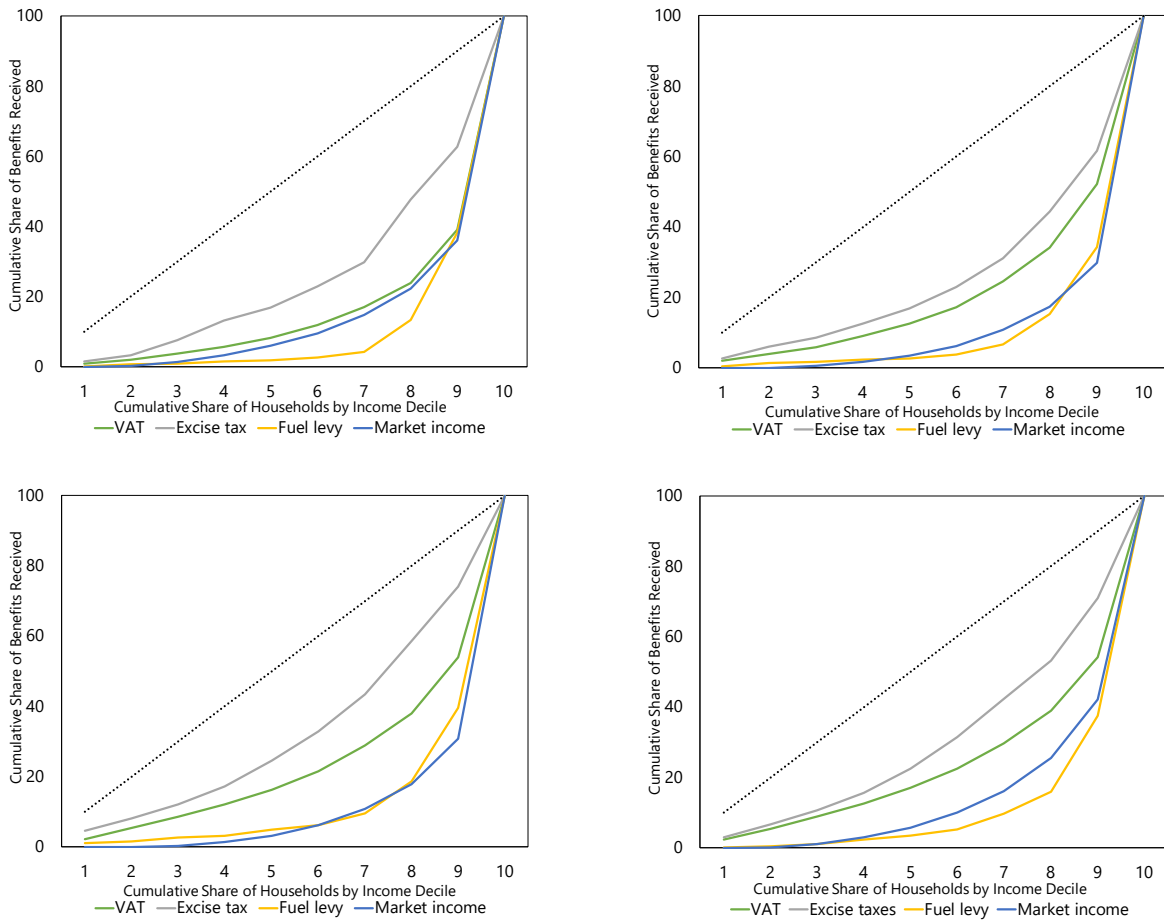 Cumulative Share of Benefits Received
100
80
60
40
20
0
1 2 3 4 5 6 7 8 9 10
Cumulative Share of Households by Income Decile
VAT Excise tax Fuel levy Market income
Cumulative Share of Benefits Received
100
80
60
40
20
0
1 2 3 4 5 6 7 8 9 10
Cumulative Share of Households by Income Decile
VAT Excise tax Fuel levy Market income
Cumulative Share of Benefits Received
100
80
60
40
20
0
1 2 3 4 5 6 7 8 9 10
Cumulative Share of Households by Income Decile
VAT Excise tax Fuel levy Market income
Cumulative Share of Benefits Received
100
80
60
40
20
0
1 2 3 4 5 6 7 8 9 10
Cumulative Share of Households by Income Decile
VAT Excise taxes Fuel levy Market income